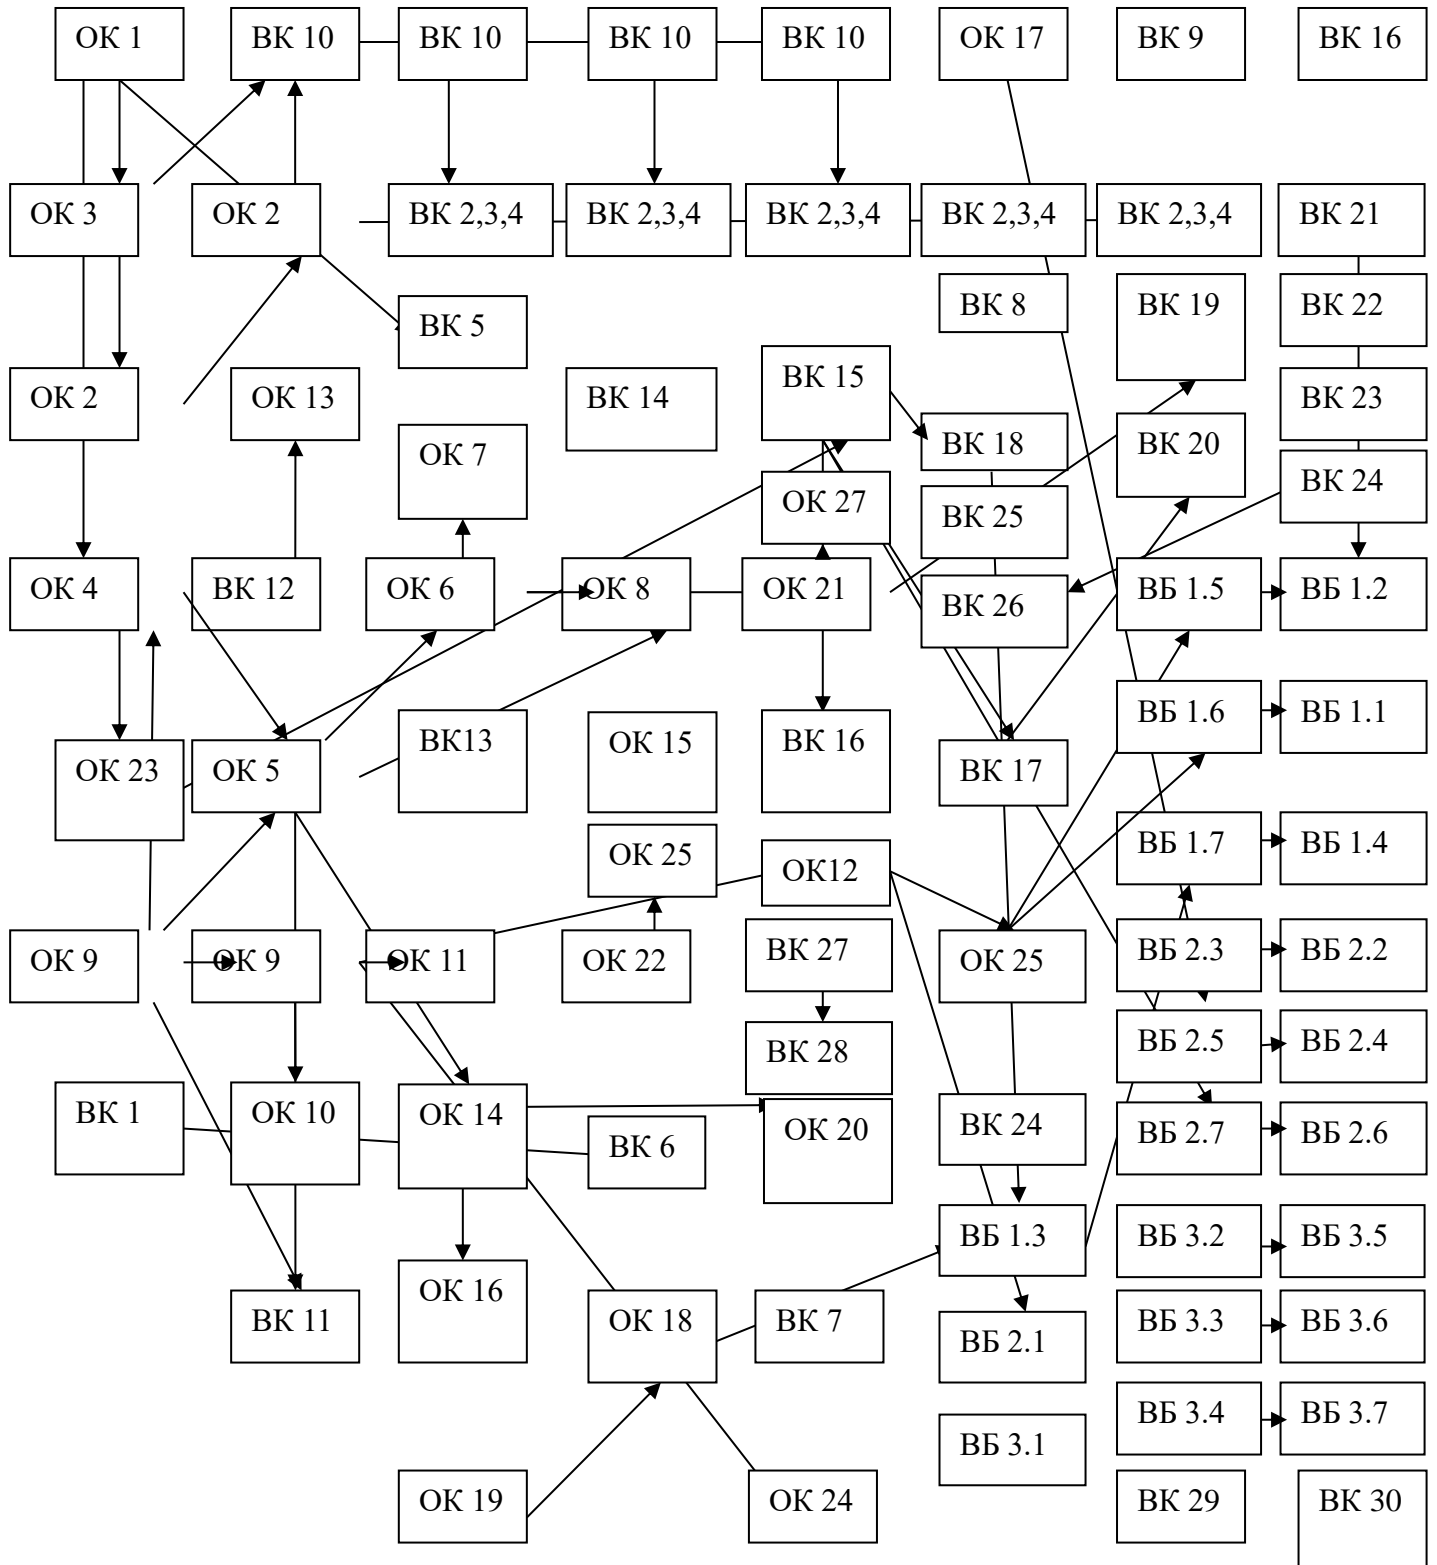 ОК 1
ВК 10
ВК 10
ВК 10
ВК 10
ОК 17
ВК 9
ВК 16
ОК 3
ОК 2
ВК 2,3,4
ВК 2,3,4
ВК 2,3,4
ВК 2,3,4
ВК 2,3,4
ВК 21
ВК 5
ВК 8
ВК 19
ВК 22
ОК 2
ОК 13
ВК 14
ВК 15
ВК 23
ОК 7
ВК 18
ВК 20
ОК 27
ВК 25
ВК 24
ОК 4
ВК 12
ОК 6
ОК 8
ОК 21
ВК 26
ВБ 1.5
ВБ 1.2
ОК 23
ОК 5
ВК13
ОК 15
ВК 16
ВК 17
ВБ 1.6
ВБ 1.1
ОК 25
ОК12
ВБ 1.7
ВБ 1.4
ОК 9
ОК 9
ОК 11
ОК 22
ВК 27
ОК 25
ВБ 2.3
ВБ 2.2
ВК 28
ВБ 2.5
ВБ 2.4
ВК 1
ОК 10
ОК 14
ВК 6
ОК 20
ВК 24
ВБ 2.7
ВБ 2.6
ВБ 1.3
ВБ 3.2
ВБ 3.5
ВК 11
ОК 16
ОК 18
ВК 7
ВБ 2.1
ВБ 3.3
ВБ 3.6
ВБ 3.1
ВБ 3.4
ВБ 3.7
ОК 19
ОК 24
ВК 29
ВК 30